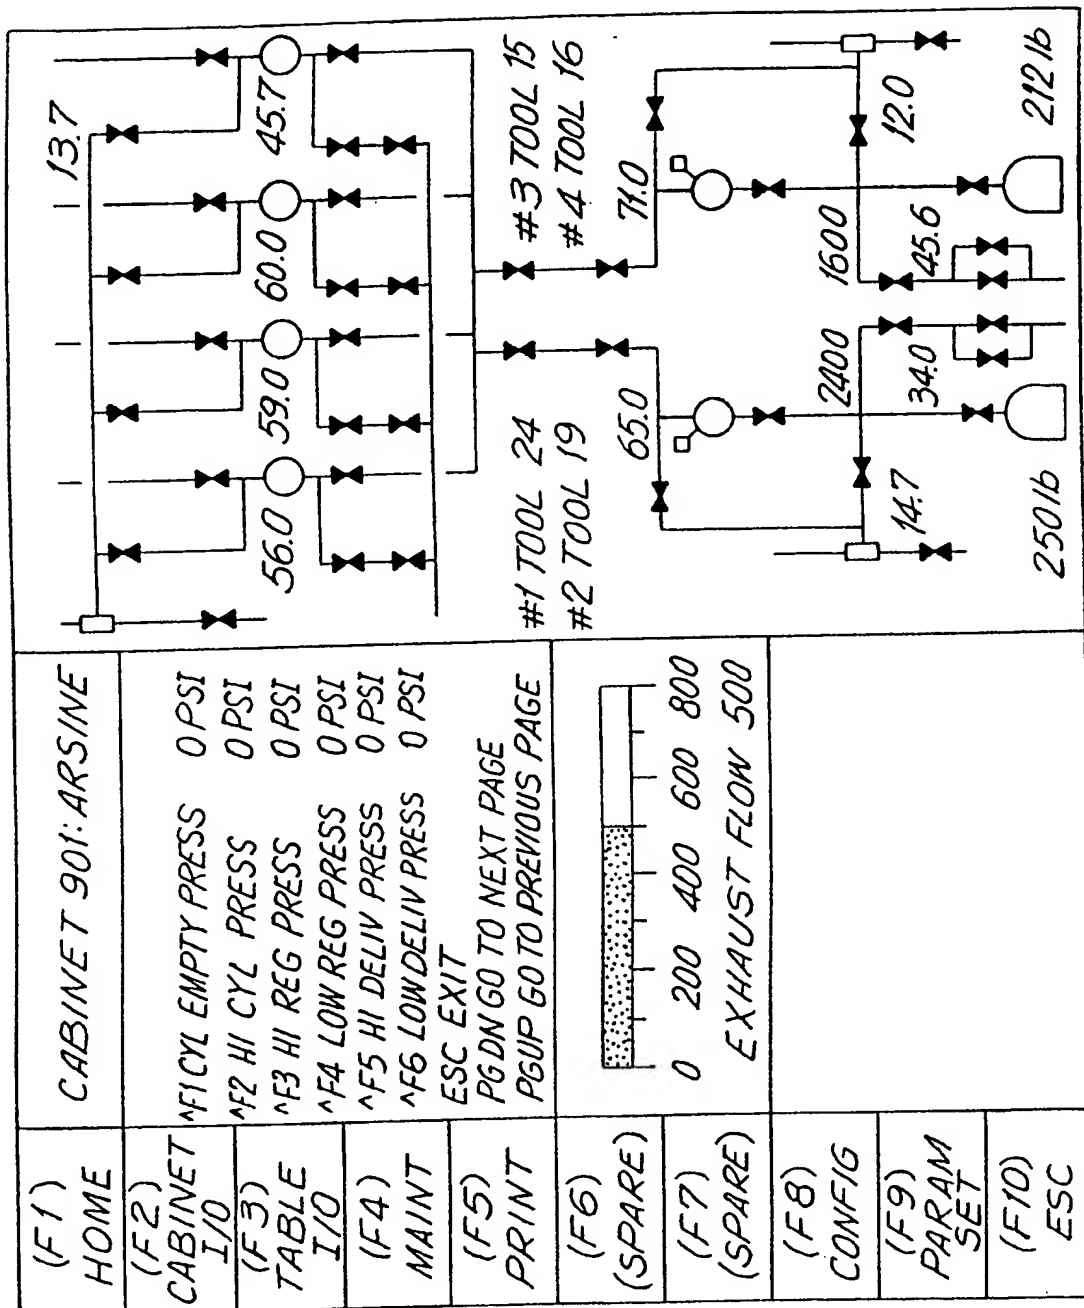 (F1)
HOME
(F2)
CABINET
I/O
(F3)
TABLE
I/O
(F4)
MAINT
(F5)
PRINT
(F6)
(SPARE)
(F7)
(SPARE)
(F8)
CONFIG
(F9)
PARAM
SET
(F10)
ESC
CABINET 901: ARSINE
^F1 CYL EMPTY PRESS 0 PSI
^F2 HI CYL PRESS 0 PSI
^F3 HI REG PRESS 0 PSI
^F4 LOW REG PRESS 0 PSI
^F5 HI DELIV PRESS 0 PSI
^F6 LOW DELIV PRESS 0 PSI
ESC EXIT
PG DN GO TO NEXT PAGE
PGUP GO TO PREVIOUS PAGE
0 200 400 600 800
EXHAUST FLOW 500
13.7
56.0 59.0 60.0 45.7
#1 TOOL 24
#2 TOOL 19
#3 TOOL 15
#4 TOOL 16
65.0 71.0
2400 1600
14.7 34.0 45.6 12.0
250 lb 212 lb